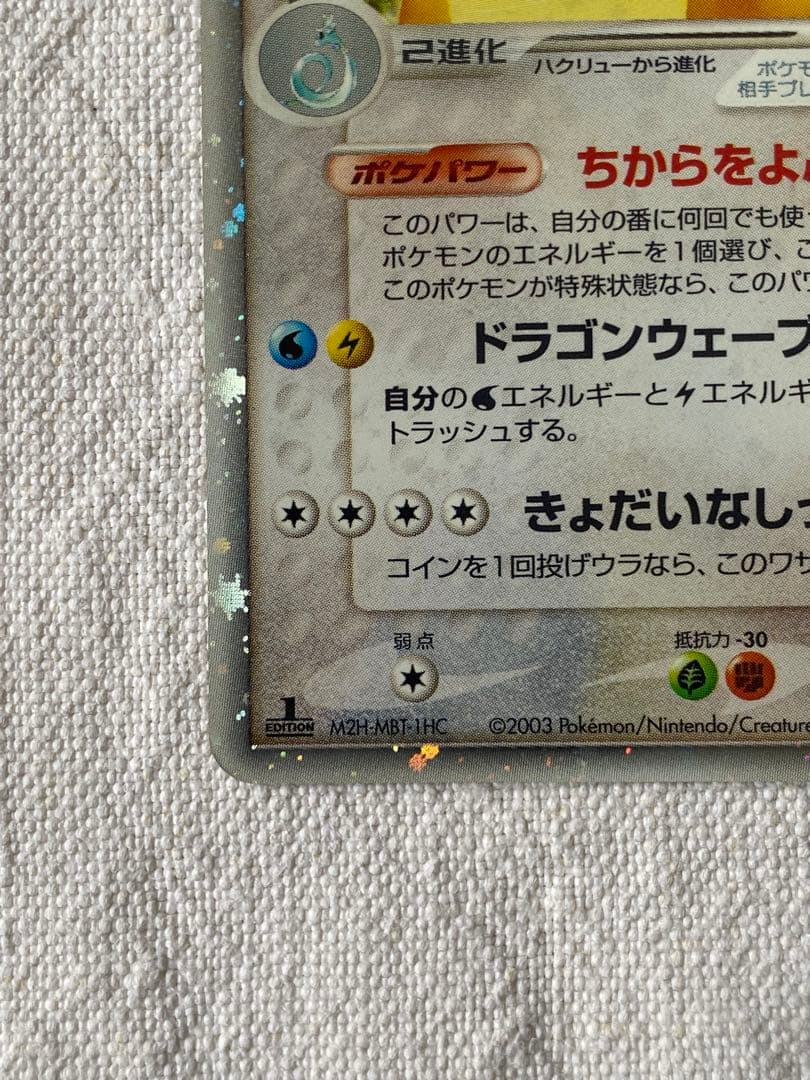 2進化 ハクリューから進化
ポケモ
相手プレ
ポケパワー ちからをよ
このパワーは、自分の番に何回でも使
ポケモンのエネルギーを1個選び、こ
このポケモンが特殊状態なら、このパワ
ドラゴンウェーブ
自分のエネルギーとエネルギ
トラッシュする。
きょだいなしっ
コインを1回投げウラなら、このワザ
弱点
抵抗力 -30
1 EDITION M2H-MBT-1HC ©2003 Pokémon/Nintendo/Creature